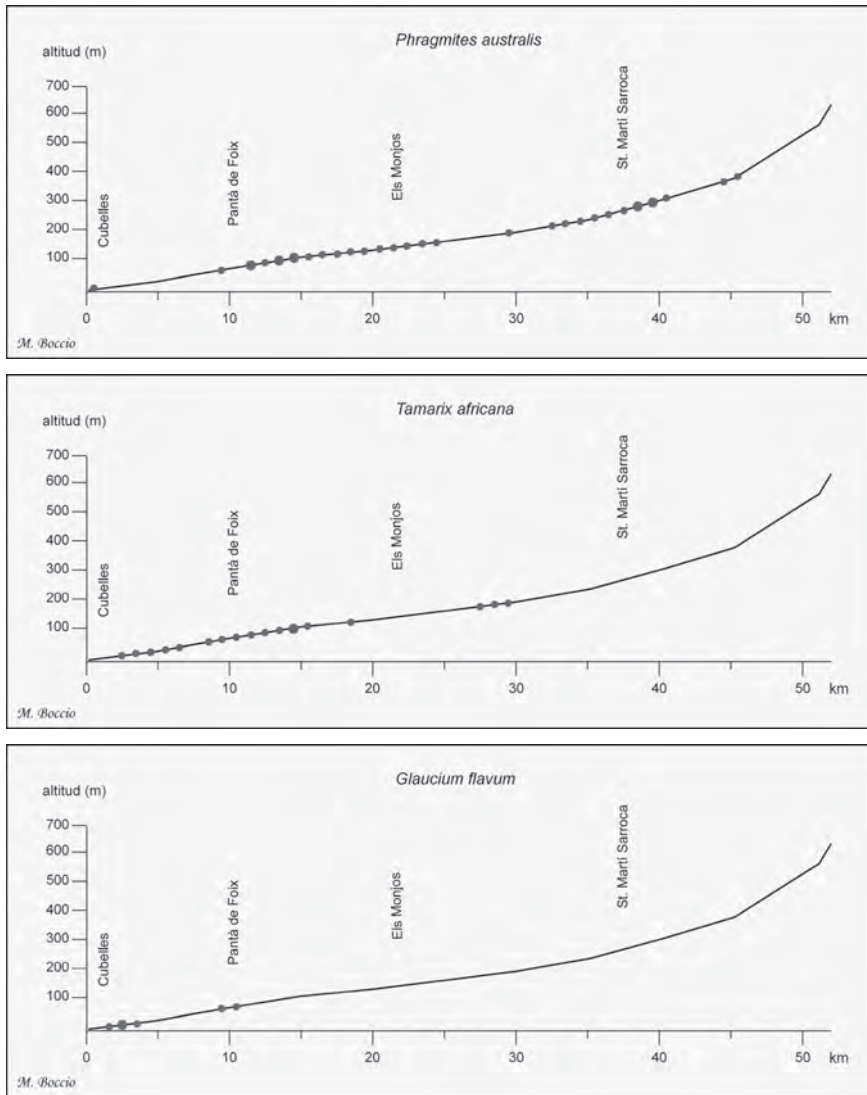 Phragmites australis
altitud (m)
700
600
500
400
300
200
100
Cubelles
Pantà de Foix
Els Monjos
St. Martí Sarroca
0 10 20 30 40 50 km
M. Boccio
Tamarix africana
altitud (m)
700
600
500
400
300
200
100
Cubelles
Pantà de Foix
Els Monjos
St. Martí Sarroca
0 10 20 30 40 50 km
M. Boccio
Glaucium flavum
altitud (m)
700
600
500
400
300
200
100
Cubelles
Pantà de Foix
Els Monjos
St. Martí Sarroca
0 10 20 30 40 50 km
M. Boccio